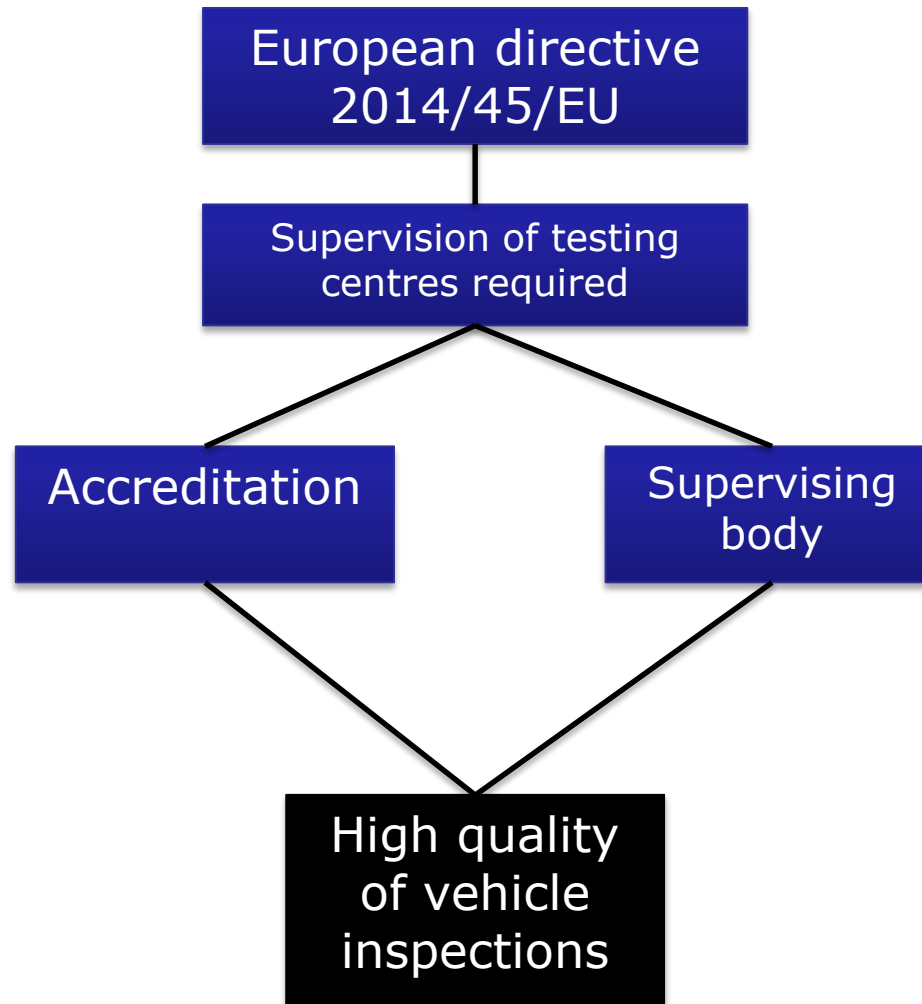 European directive
2014/45/EU
Supervision of testing
centres required
Accreditation
Supervising
body
High quality
of vehicle
inspections